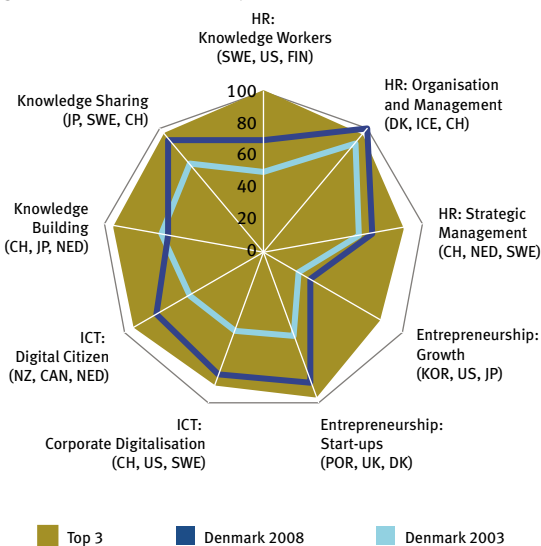 HR:
Knowledge Workers
(SWE, US, FIN)
HR: Organisation
and Management
(DK, ICE, CH)
HR: Strategic
Management
(CH, NED, SWE)
Entrepreneurship:
Growth
(KOR, US, JP)
Entrepreneurship:
Start-ups
(POR, UK, DK)
ICT:
Corporate Digitalisation
(CH, US, SWE)
ICT:
Digital Citizen
(NZ, CAN, NED)
Knowledge
Building
(CH, JP, NED)
Knowledge Sharing
(JP, SWE, CH)
100
80
60
40
20
0
Top 3
Denmark 2008
Denmark 2003